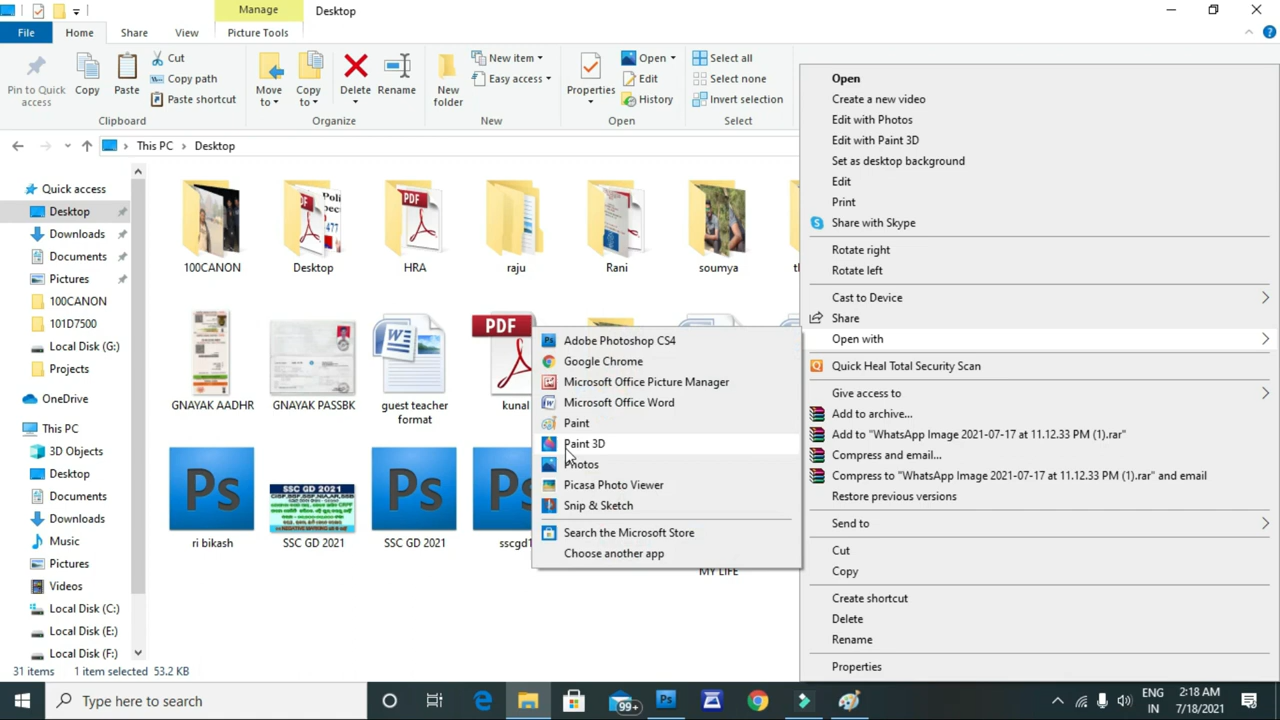 Manage
Desktop
File
Home
Share
View
Picture Tools
Pin to Quick access
Copy
Paste
Cut
Copy path
Paste shortcut
Move to
Copy to
Delete
Rename
New folder
New item
Easy access
Properties
Open
Edit
History
Select all
Select none
Invert selection
Clipboard
Organize
New
Open
Select
This PC
Desktop
Quick access
Desktop
Downloads
Documents
Pictures
100CANON
101D7500
Local Disk (G:)
Projects
OneDrive
This PC
3D Objects
Desktop
Documents
Downloads
Music
Pictures
Videos
Local Disk (C:)
Local Disk (E:)
Local Disk (F:)
100CANON
Desktop
HRA
raju
Rani
soumya
PDF
GNAYAK AADHR
GNAYAK PASSBK
guest teacher
format
PDF
kunal
Ps
SSC GD 2021
Ps
Ps
ri bikash
SSC GD 2021
SSC GD 2021
sscgd1
MY LIFE
Adobe Photoshop CS4
Google Chrome
Microsoft Office Picture Manager
Microsoft Office Word
Paint
Paint 3D
Photos
Picasa Photo Viewer
Snip & Sketch
Search the Microsoft Store
Choose another app
Open
Create a new video
Edit with Photos
Edit with Paint 3D
Set as desktop background
Edit
Print
Share with Skype
Rotate right
Rotate left
Cast to Device
Share
Open with
Quick Heal Total Security Scan
Give access to
Add to archive...
Add to "WhatsApp Image 2021-07-17 at 11.12.33 PM (1).rar"
Compress and email...
Compress to "WhatsApp Image 2021-07-17 at 11.12.33 PM (1).rar" and email
Restore previous versions
Send to
Cut
Copy
Create shortcut
Delete
Rename
Properties
31 items
1 item selected 53.2 KB
Type here to search
99+
Ps
ENG
IN
2:18 AM
7/18/2021